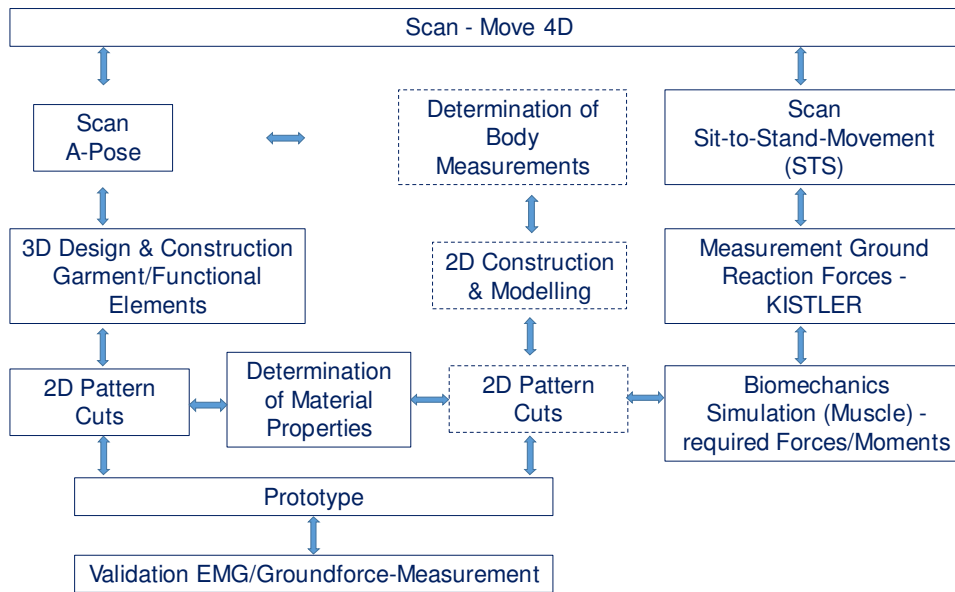 Scan - Move 4D
Scan
A-Pose
Determination of
Body
Measurements
Scan
Sit-to-Stand-Movement
(STS)
3D Design & Construction
Garment/Functional
Elements
2D Construction
& Modelling
Measurement Ground
Reaction Forces -
KISTLER
2D Pattern
Cuts
Determination
of Material
Properties
2D Pattern
Cuts
Biomechanics
Simulation (Muscle) -
required Forces/Moments
Prototype
Validation EMG/Groundforce-Measurement